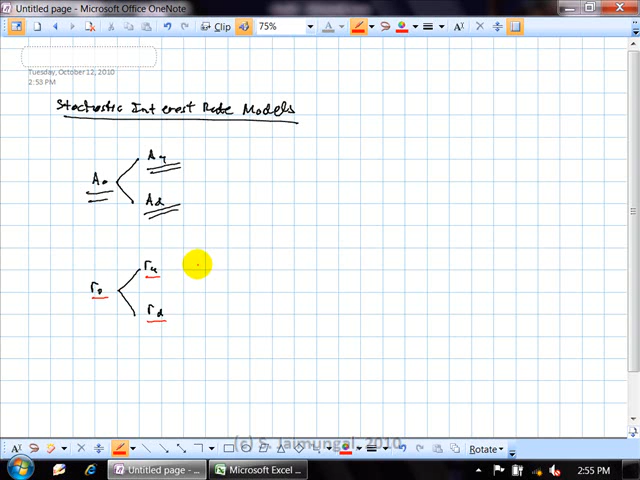 Untitled page - Microsoft Office OneNote
75%
Tuesday, October 12, 2010
2:53 PM
Stochastic Interest Rate Models
Au
A0
Ad
ru
r0
rd
Rotate
(c) S. Jaimungal, 2010
Untitled page - ...
Microsoft Excel ...
2:55 PM